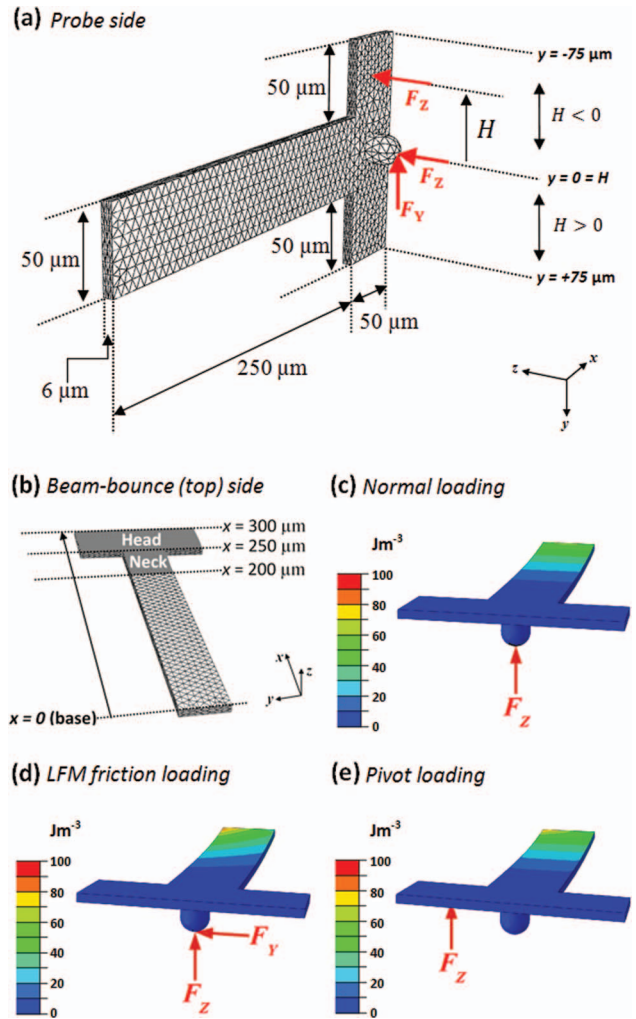 (a) Probe side
y = -75 µm
50 µm
F_Z
H
H < 0
F_Z
y = 0 = H
F_Y
50 µm
50 µm
H > 0
y = +75 µm
50 µm
250 µm
6 µm
x
z
y
(b) Beam-bounce (top) side
x = 300 µm
Head
x = 250 µm
Neck
x = 200 µm
x
z
y
x = 0 (base)
(c) Normal loading
Jm⁻³
100
80
60
40
20
0
F_Z
(d) LFM friction loading
Jm⁻³
100
80
60
40
20
0
F_Y
F_Z
(e) Pivot loading
Jm⁻³
100
80
60
40
20
0
F_Z